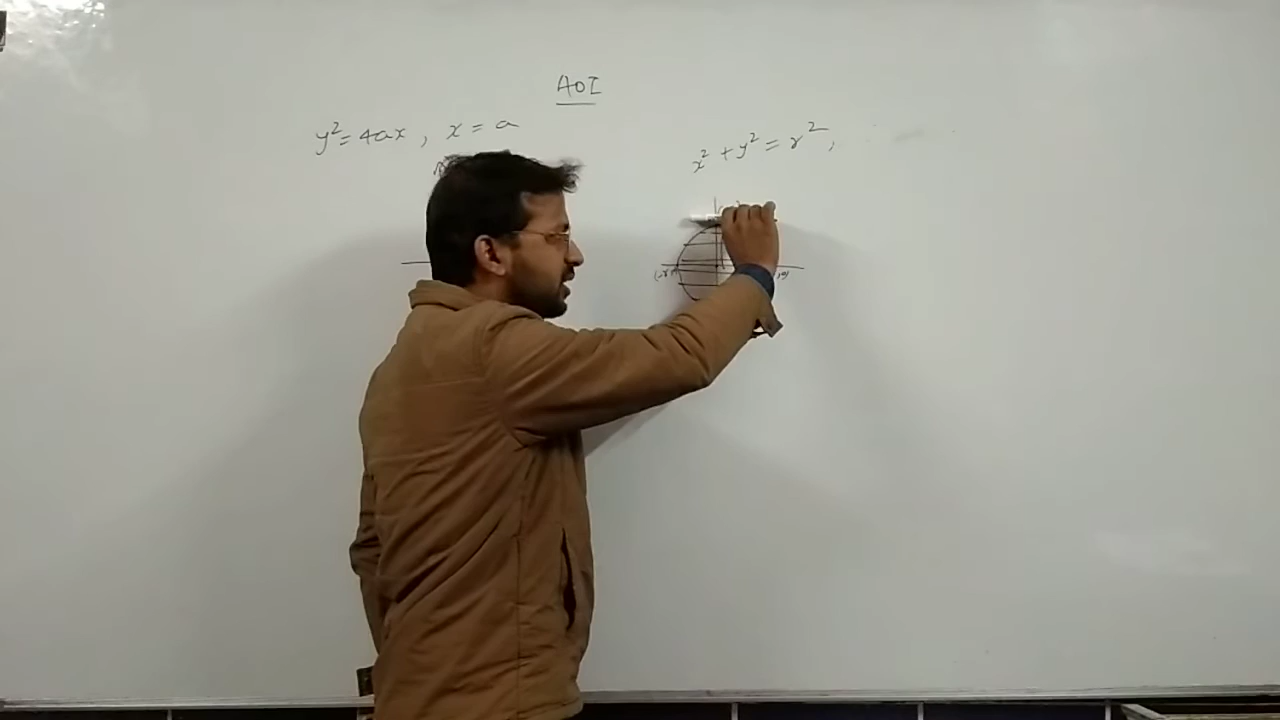 AOI
y²= 4ax , x = a
x² + y² = r² ,